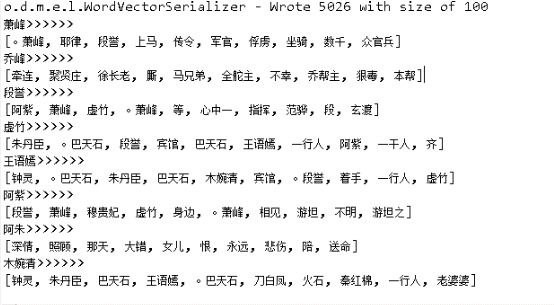 o.d.m.e.l.WordVectorSerializer - Wrote 5026 with size of 100
萧峰>>>>>>
[。萧峰, 耶律, 段誉, 上马, 传令, 军官, 俘虏, 坐骑, 数千, 众官兵]
乔峰>>>>>>
[牵连, 聚贤庄, 徐长老, 厮, 马兄弟, 全舵主, 不幸, 乔帮主, 狠毒, 本帮]
段誉>>>>>>
[阿紫, 萧峰, 虚竹, 。萧峰, 等, 心中一, 指挥, 范骅, 段, 玄渡]
虚竹>>>>>>
[朱丹臣, 。巴天石, 段誉, 宾馆, 巴天石, 王语嫣, 一行人, 阿紫, 一干人, 齐]
王语嫣>>>>>>
[钟灵, 。巴天石, 朱丹臣, 巴天石, 木婉清, 宾馆, 。段誉, 着手, 一行人, 虚竹]
阿紫>>>>>>
[段誉, 萧峰, 穆贵妃, 虚竹, 身边, 。萧峰, 相见, 游坦, 不明, 游坦之]
阿朱>>>>>>
[深情, 照顾, 那天, 大错, 女儿, 恨, 永远, 悲伤, 陪, 送命]
木婉清>>>>>>
[钟灵, 朱丹臣, 巴天石, 王语嫣, 。巴天石, 刀白凤, 火石, 秦红棉, 一行人, 老婆婆]